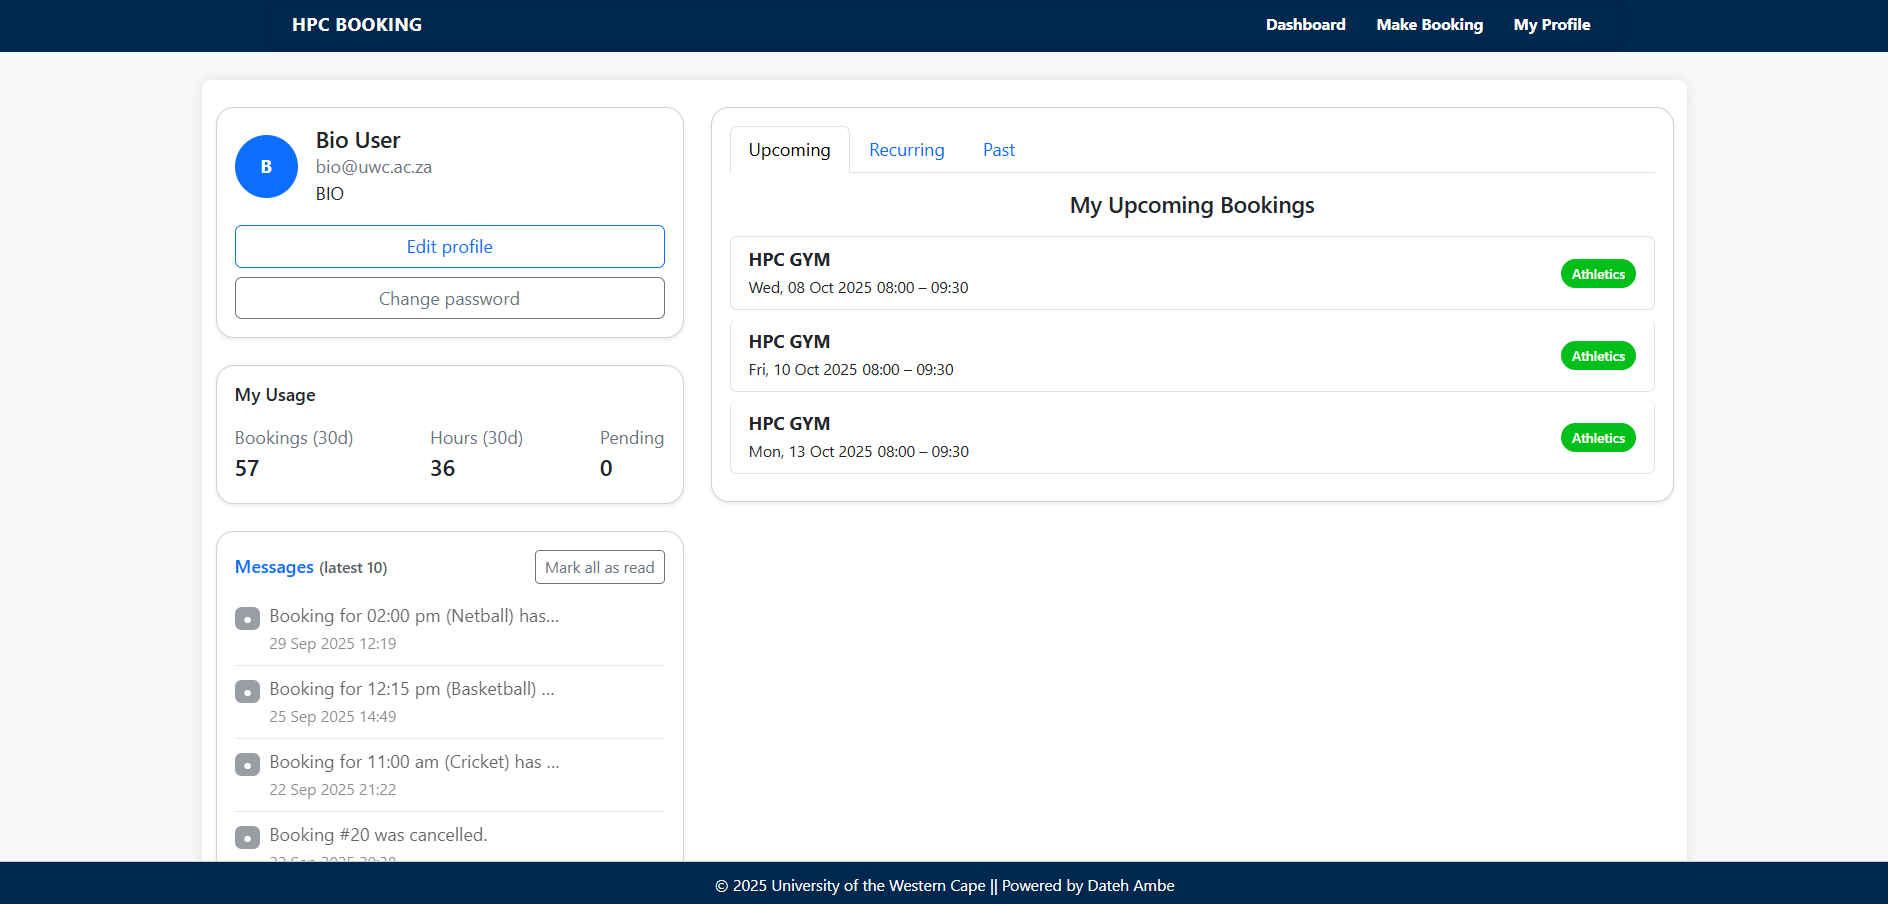 HPC BOOKING
Dashboard
Make Booking
My Profile
B
Bio User
bio@uwc.ac.za
BIO
Edit profile
Change password
My Usage
Bookings (30d)
Hours (30d)
Pending
57
36
0
Messages (latest 10)
Mark all as read
Booking for 02:00 pm (Netball) has...
29 Sep 2025 12:19
Booking for 12:15 pm (Basketball) ...
25 Sep 2025 14:49
Booking for 11:00 am (Cricket) has ...
22 Sep 2025 21:22
Booking #20 was cancelled.
Upcoming
Recurring
Past
My Upcoming Bookings
HPC GYM
Wed, 08 Oct 2025 08:00 – 09:30
Athletics
HPC GYM
Fri, 10 Oct 2025 08:00 – 09:30
Athletics
HPC GYM
Mon, 13 Oct 2025 08:00 – 09:30
Athletics
© 2025 University of the Western Cape || Powered by Dateh Ambe